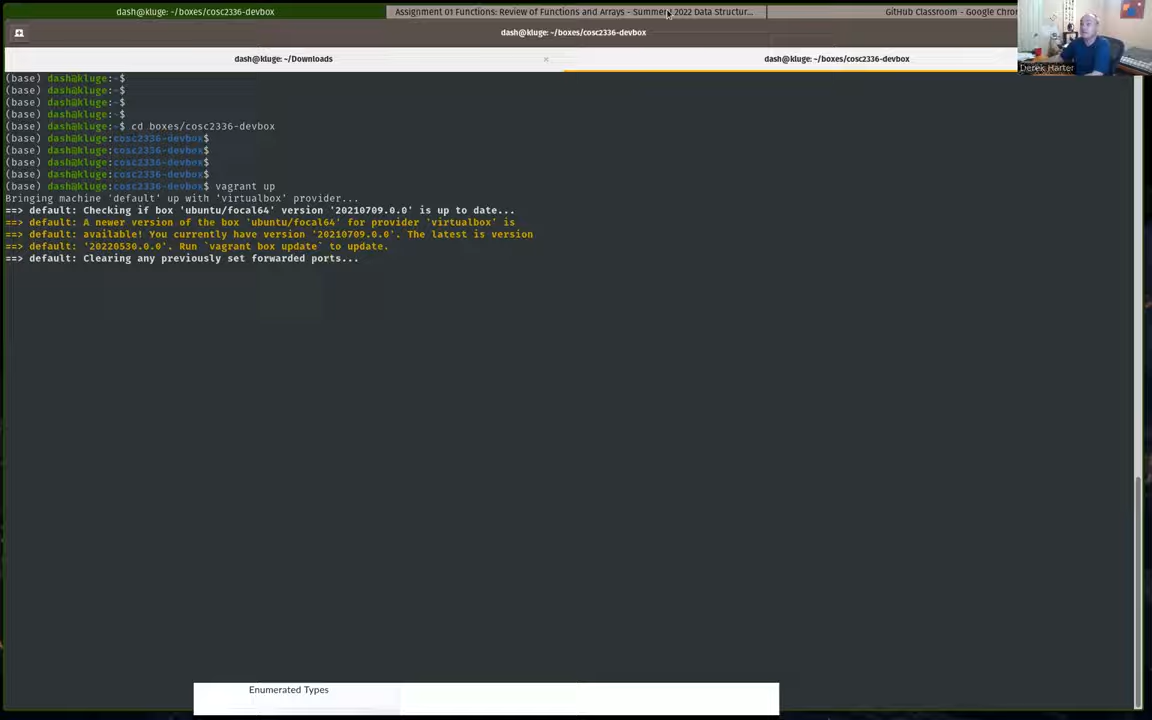 dash@kluge: ~/boxes/cosc2336-devbox
Assignment 01 Functions: Review of Functions and Arrays - Summer 2022 Data Structur...
GitHub Classroom - Google Chro
dash@kluge: ~/boxes/cosc2336-devbox
Derek Harter
dash@kluge: ~/Downloads
dash@kluge: ~/boxes/cosc2336-devbox
(base) dash@kluge:~$
(base) dash@kluge:~$
(base) dash@kluge:~$
(base) dash@kluge:~$
(base) dash@kluge:~$ cd boxes/cosc2336-devbox
(base) dash@kluge:cosc2336-devbox$
(base) dash@kluge:cosc2336-devbox$
(base) dash@kluge:cosc2336-devbox$
(base) dash@kluge:cosc2336-devbox$
(base) dash@kluge:cosc2336-devbox$ vagrant up
Bringing machine 'default' up with 'virtualbox' provider...
==> default: Checking if box 'ubuntu/focal64' version '20210709.0.0' is up to date...
==> default: A newer version of the box 'ubuntu/focal64' for provider 'virtualbox' is
==> default: available! You currently have version '20210709.0.0'. The latest is version
==> default: '20220530.0.0'. Run `vagrant box update` to update.
==> default: Clearing any previously set forwarded ports...
Enumerated Types